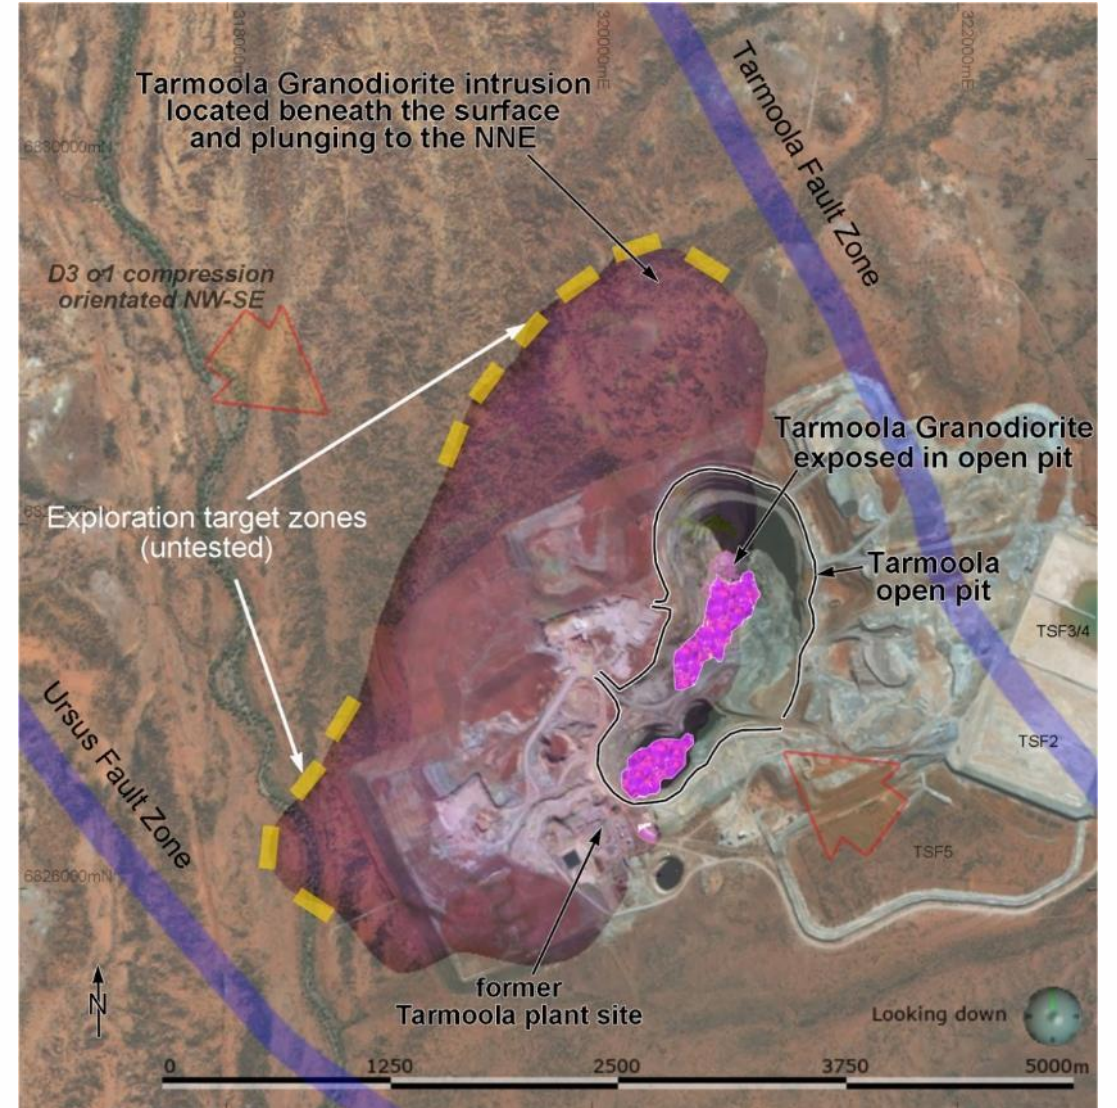 318000
320000mE
322000mE
Tarmoola Granodiorite intrusion
located beneath the surface
and plunging to the NNE
6830000mN
Tarmoola Fault Zone
D3 σ1 compression
orientated NW-SE
Tarmoola Granodiorite
exposed in open pit
Exploration target zones
(untested)
Tarmoola
open pit
TSF3/4
Ursus Fault Zone
TSF2
TSF5
6826000mN
N
former
Tarmoola plant site
Looking down
0 1250 2500 3750 5000m